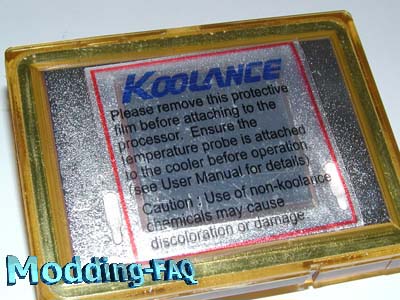 KOOLANCE
Please remove this protective
film before attaching to the
processor. Ensure the
temperature probe is attached
to the cooler before operation
(see User Manual for details)
Caution : Use of non-koolance
chemicals may cause
discoloration or damage
Modding-FAQ